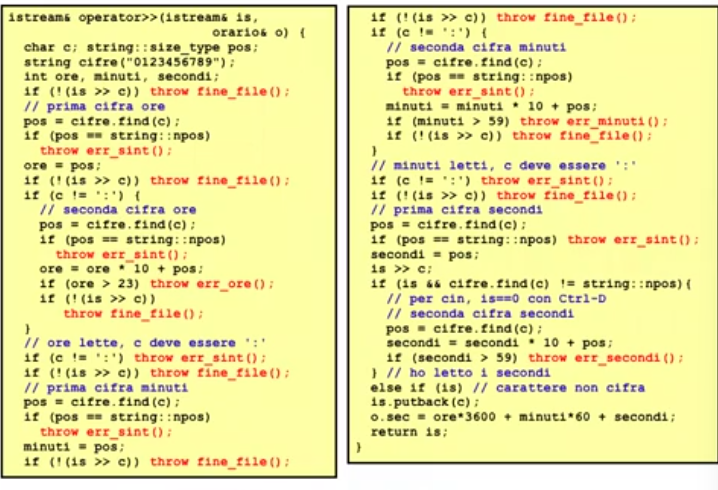 istream& operator>>(istream& is,
orario& o) {
char c; string::size_type pos;
string cifre("0123456789");
int ore, minuti, secondi;
if (!(is >> c)) throw fine_file();
// prima cifra ore
pos = cifre.find(c);
if (pos == string::npos)
throw err_sint();
ore = pos;
if (!(is >> c)) throw fine_file();
if (c != ':') {
// seconda cifra ore
pos = cifre.find(c);
if (pos == string::npos)
throw err_sint();
ore = ore * 10 + pos;
if (ore > 23) throw err_ore();
if (!(is >> c))
throw fine_file();
}
// ore lette, c deve essere ':'
if (c != ':') throw err_sint();
if (!(is >> c)) throw fine_file();
// prima cifra minuti
pos = cifre.find(c);
if (pos == string::npos)
throw err_sint();
minuti = pos;
if (!(is >> c)) throw fine_file();
if (!(is >> c)) throw fine_file();
if (c != ':') {
// seconda cifra minuti
pos = cifre.find(c);
if (pos == string::npos)
throw err_sint();
minuti = minuti * 10 + pos;
if (minuti > 59) throw err_minuti();
if (!(is >> c)) throw fine_file();
}
// minuti letti, c deve essere ':'
if (c != ':') throw err_sint();
if (!(is >> c)) throw fine_file();
// prima cifra secondi
pos = cifre.find(c);
if (pos == string::npos) throw err_sint();
secondi = pos;
is >> c;
if (is && cifre.find(c) != string::npos){
// per cin, is==0 con Ctrl-D
// seconda cifra secondi
pos = cifre.find(c);
secondi = secondi * 10 + pos;
if (secondi > 59) throw err_secondi();
} // ho letto i secondi
else if (is) // carattere non cifra
is.putback(c);
o.sec = ore*3600 + minuti*60 + secondi;
return is;
}